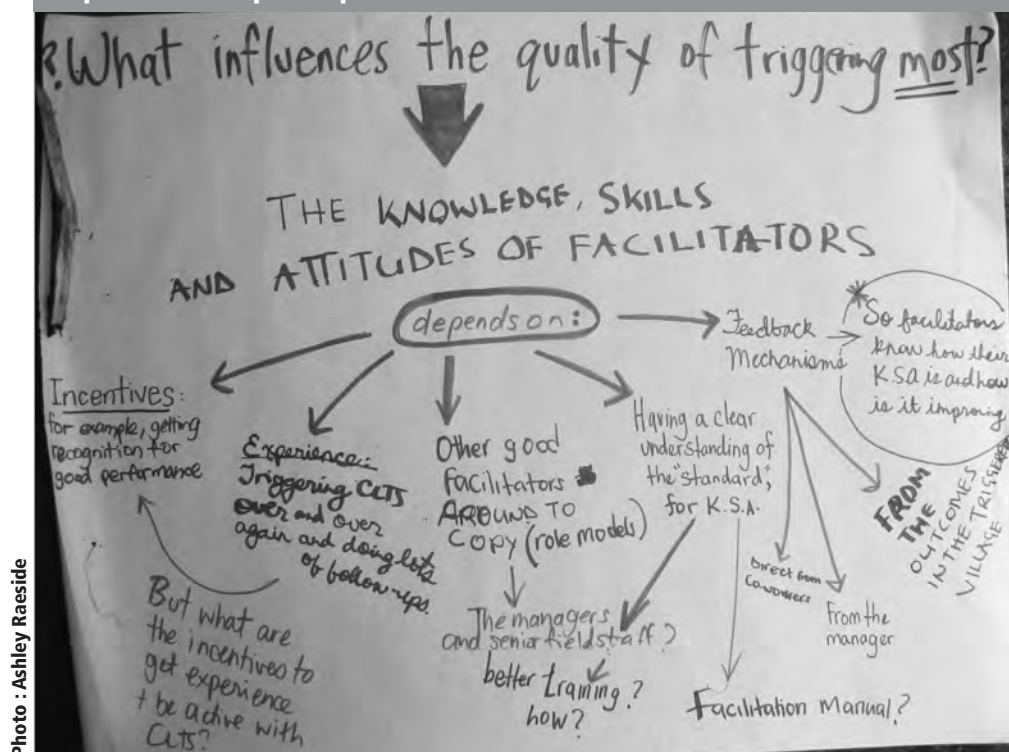 ?What influences the quality of triggering most?
THE KNOWLEDGE, SKILLS
AND ATTITUDES OF FACILITATORS
depends on:
Incentives:
for example, getting
recognition for
good performance
Experience:
Triggering CLTS
over and over
again and doing lots
of follow-ups.
But what are
the incentives to
get experience
+ be active with
CLTS?
Other good
facilitators
AROUND TO
COPY (role models)
The managers
and senior field staff?
better training?
how?
Having a clear
understanding of
the "standard",
for K.S.A.
Facilitation Manual?
Feedback
Mechanisms
*So facilitators
know how their
K.S.A is and how
is it improving
Direct from
coworkers
From the
manager
FROM
THE
OUTCOMES
IN THE TRIGGERED
VILLAGE
Photo : Ashley Raeside